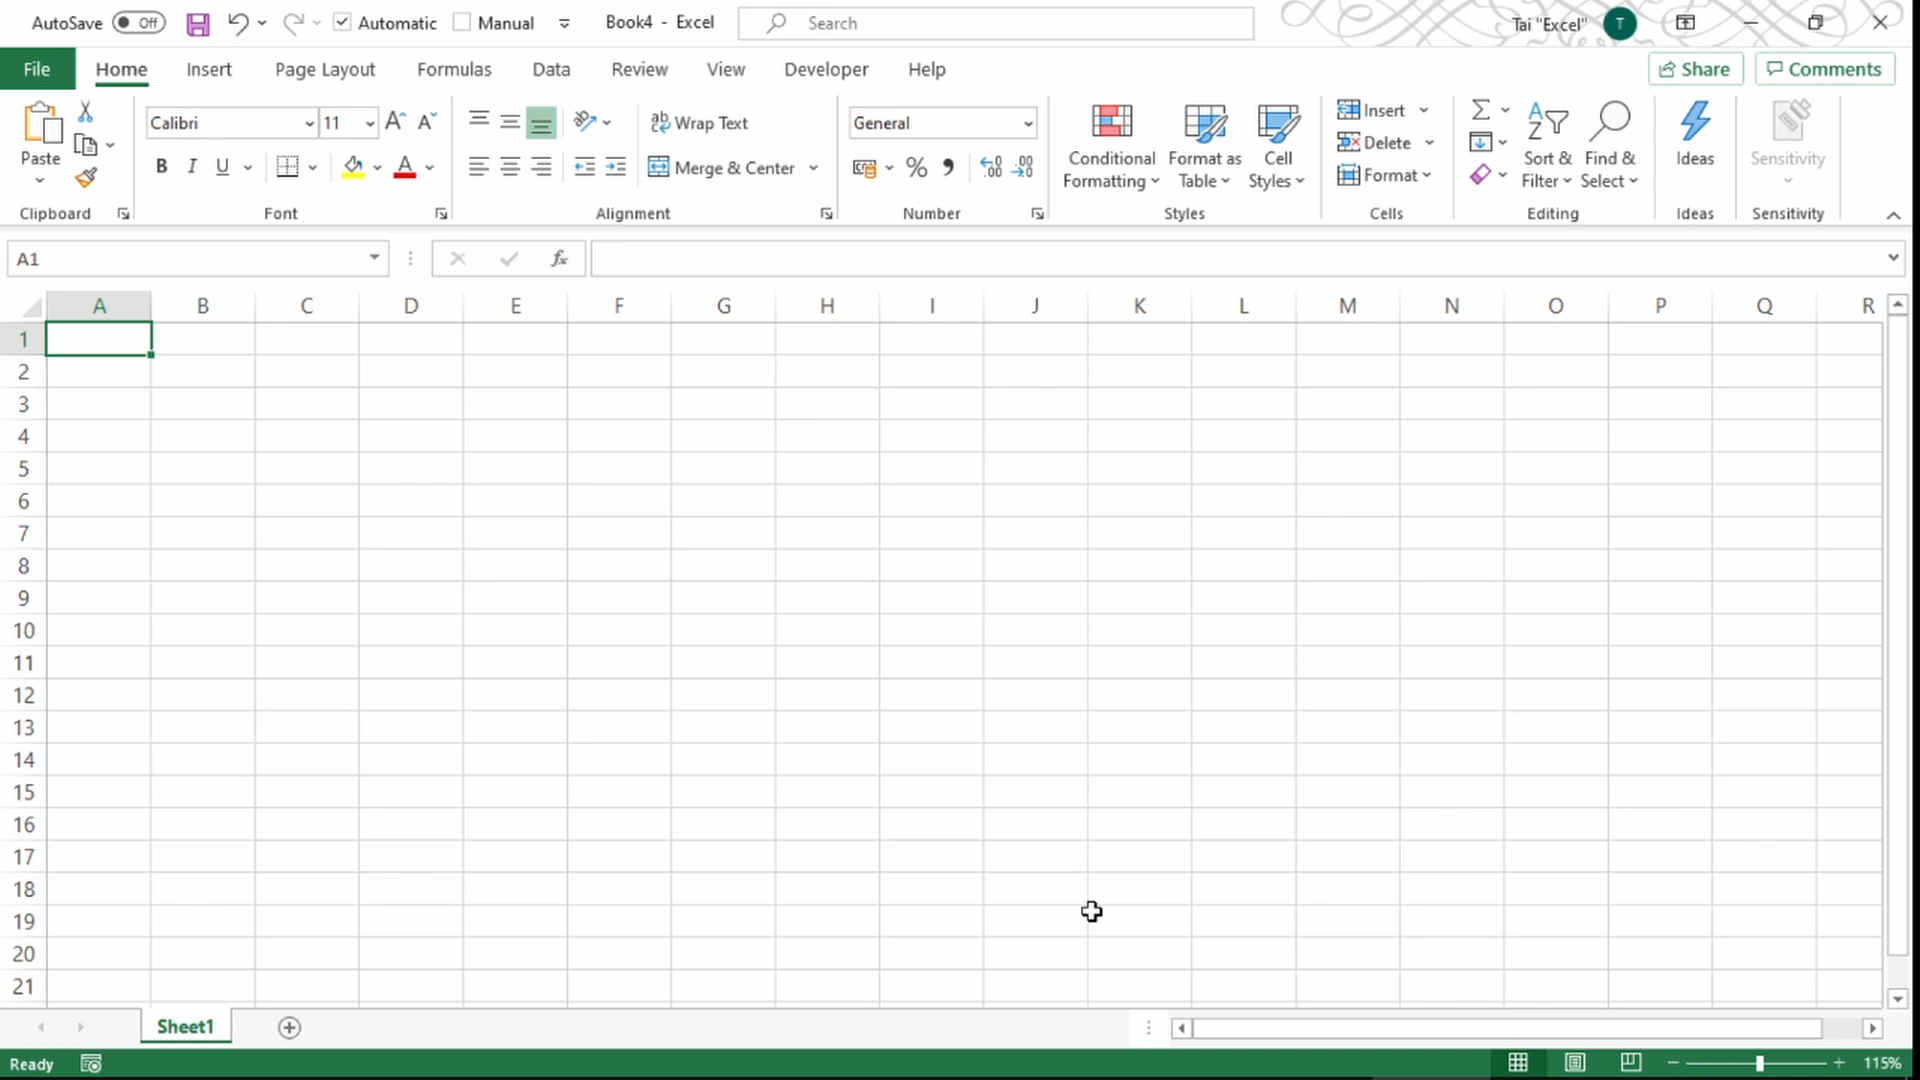 AutoSave Off Automatic Manual Book4 - Excel Search Tai "Excel" T
File Home Insert Page Layout Formulas Data Review View Developer Help Share Comments
Paste
Clipboard
Calibri 11
B I U A
Font
Wrap Text
Merge & Center
Alignment
General
%
Number
Conditional Formatting
Format as Table
Cell Styles
Styles
Insert
Delete
Format
Cells
Sort & Filter
Find & Select
Editing
Ideas
Ideas
Sensitivity
Sensitivity
A1 fx
A B C D E F G H I J K L M N O P Q R
1
2
3
4
5
6
7
8
9
10
11
12
13
14
15
16
17
18
19
20
21
Sheet1
Ready 115%